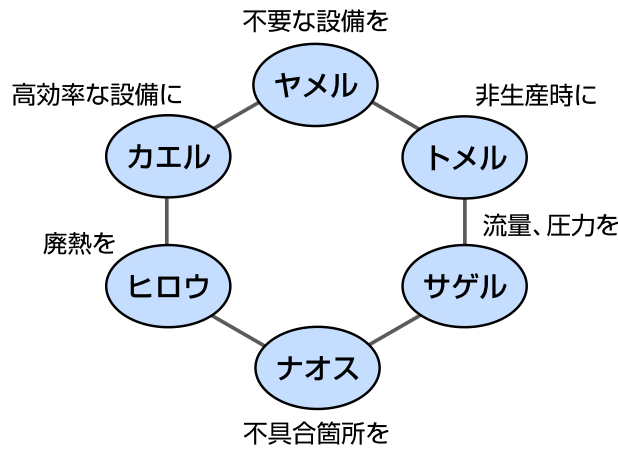 不要な設備を
ヤメル
非生産時に
トメル
流量、圧力を
サゲル
ナオス
不具合箇所を
廃熱を
ヒロウ
高効率な設備に
カエル